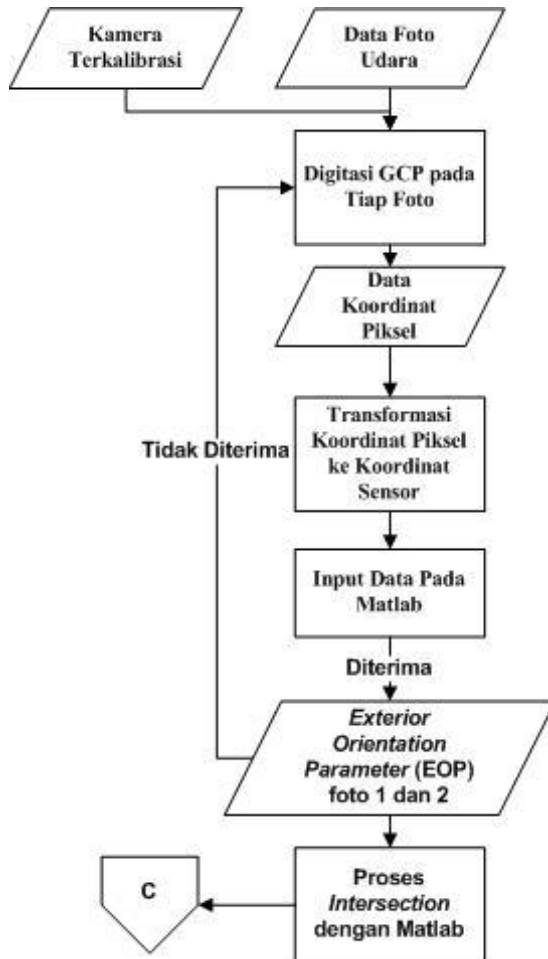 Kamera
Terkalibrasi
Data Foto
Udara
Digitasi GCP pada
Tiap Foto
Data
Koordinat
Piksel
Transformasi
Koordinat Piksel
ke Koordinat
Sensor
Tidak Diterima
Input Data Pada
Matlab
Diterima
Exterior
Orientation
Parameter (EOP)
foto 1 dan 2
Proses
Intersection
dengan Matlab
C